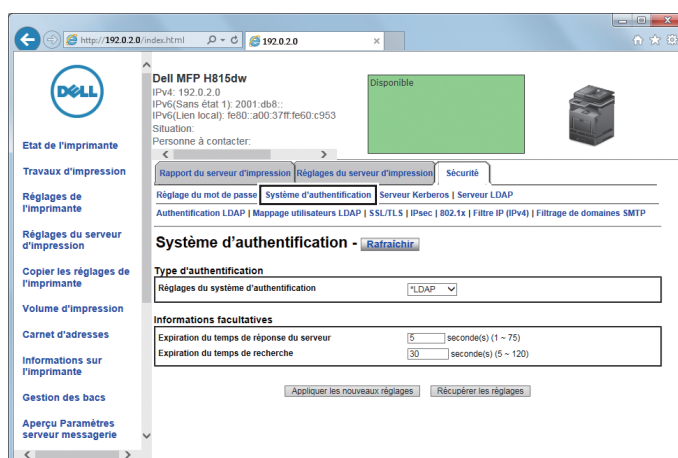 http://192.0.2.0/index.html
192.0.2.0
DELL
Dell MFP H815dw
IPv4: 192.0.2.0
IPv6(Sans état 1): 2001:db8::
IPv6(Lien local): fe80::a00:37ff:fe60:c953
Situation:
Personne à contacter:
Disponible
Etat de l'imprimante
Travaux d'impression
Réglages de
l'imprimante
Réglages du serveur
d'impression
Copier les réglages de
l'imprimante
Volume d'impression
Carnet d'adresses
Informations sur
l'imprimante
Gestion des bacs
Aperçu Paramètres
serveur messagerie
Rapport du serveur d'impression Réglages du serveur d'impression Sécurité
Réglage du mot de passe Système d'authentification Serveur Kerberos | Serveur LDAP
Authentification LDAP | Mappage utilisateurs LDAP | SSL/TLS | IPsec | 802.1x | Filtre IP (IPv4) | Filtrage de domaines SMTP
Système d'authentification - Rafraîchir
Type d'authentification
Réglages du système d'authentification *LDAP
Informations facultatives
Expiration du temps de réponse du serveur 5 seconde(s) (1 ~ 75)
Expiration du temps de recherche 30 seconde(s) (5 ~ 120)
Appliquer les nouveaux réglages Récupérer les réglages